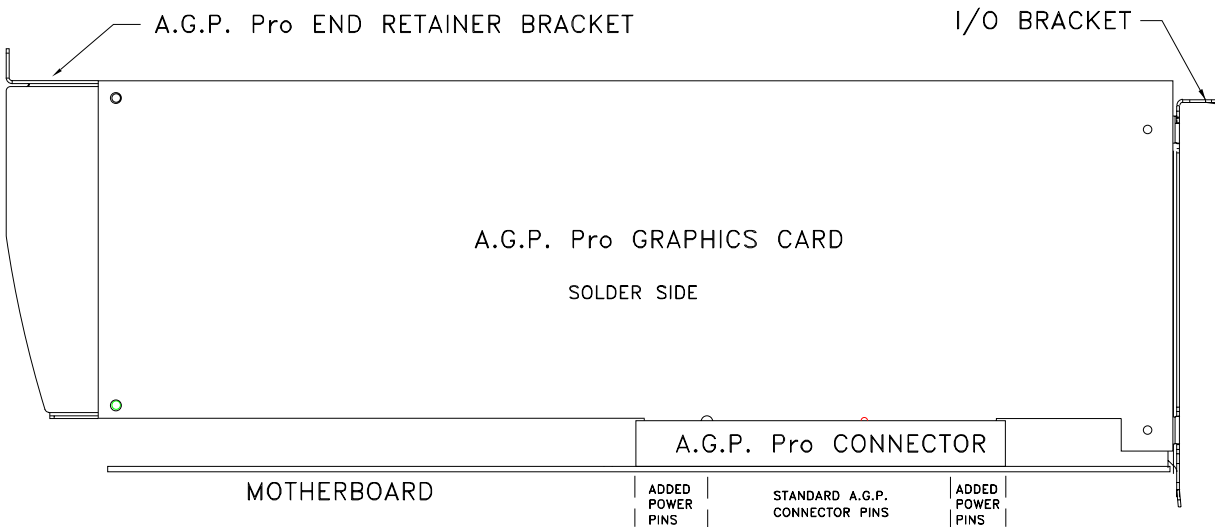 A.G.P. Pro END RETAINER BRACKET
I/O BRACKET
A.G.P. Pro GRAPHICS CARD
SOLDER SIDE
A.G.P. Pro CONNECTOR
MOTHERBOARD
ADDED
POWER
PINS
STANDARD A.G.P.
CONNECTOR PINS
ADDED
POWER
PINS